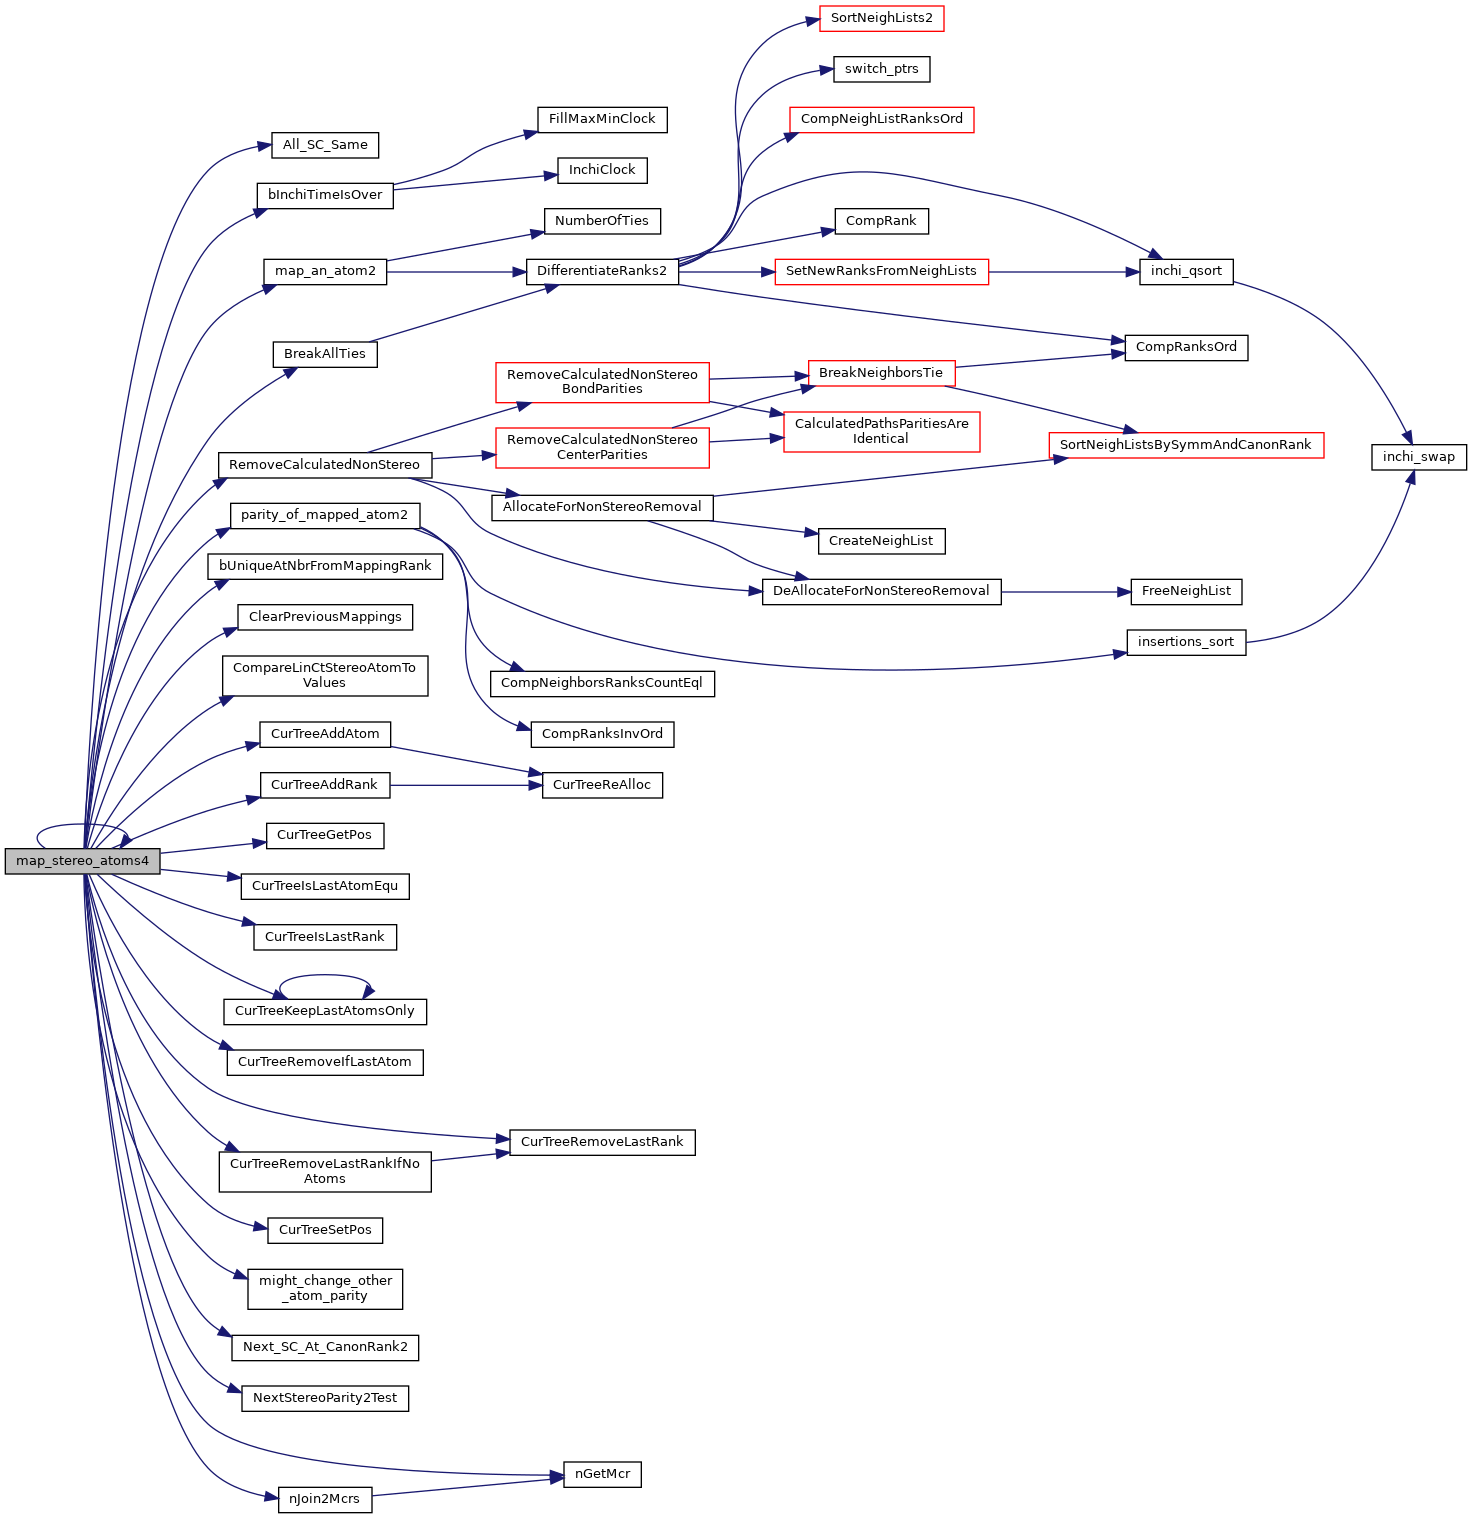 SortNeighLists2
switch_ptrs
FillMaxMinClock
CompNeighListRanksOrd
All_SC_Same
InchiClock
bInchiTimeIsOver
NumberOfTies
CompRank
map_an_atom2
DifferentiateRanks2
SetNewRanksFromNeighLists
inchi_qsort
BreakAllTies
CompRanksOrd
RemoveCalculatedNonStereo
BondParities
BreakNeighborsTie
CalculatedPathsParitiesAre
Identical
RemoveCalculatedNonStereo
CenterParities
SortNeighListsBySymmAndCanonRank
inchi_swap
RemoveCalculatedNonStereo
AllocateForNonStereoRemoval
parity_of_mapped_atom2
CreateNeighList
bUniqueAtNbrFromMappingRank
DeAllocateForNonStereoRemoval
FreeNeighList
ClearPreviousMappings
insertions_sort
CompareLinCtStereoAtomTo
Values
CompNeighborsRanksCountEql
CurTreeAddAtom
CompRanksInvOrd
CurTreeAddRank
CurTreeReAlloc
CurTreeGetPos
map_stereo_atoms4
CurTreeIsLastAtomEqu
CurTreeIsLastRank
CurTreeKeepLastAtomsOnly
CurTreeRemoveIfLastAtom
CurTreeRemoveLastRank
CurTreeRemoveLastRankIfNo
Atoms
CurTreeSetPos
might_change_other
_atom_parity
Next_SC_At_CanonRank2
NextStereoParity2Test
nGetMcr
nJoin2Mcrs